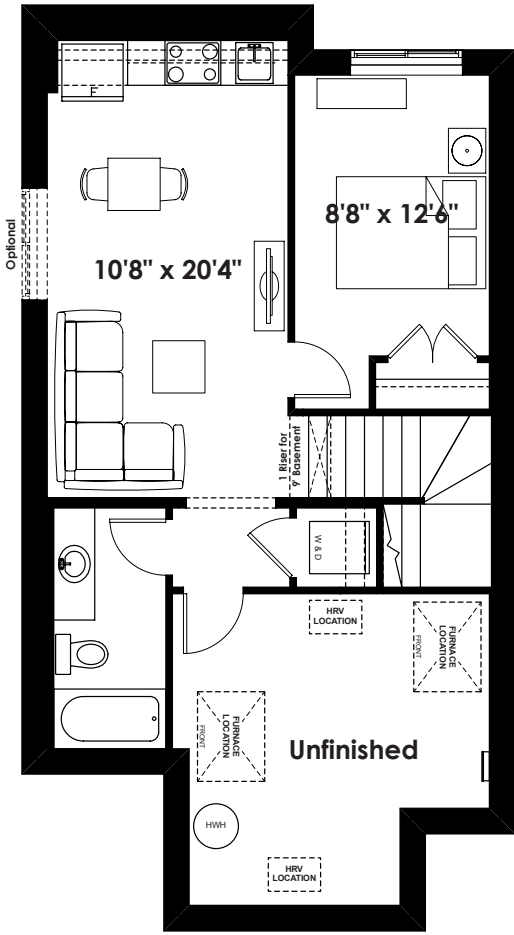 F
8'8" x 12'6"
Optional
10'8" x 20'4"
1 Riser for
9' Basement
W & D
HRV
LOCATION
FURNACE
LOCATION
FRONT
FURNACE
LOCATION
FRONT
Unfinished
HWH
HRV
LOCATION